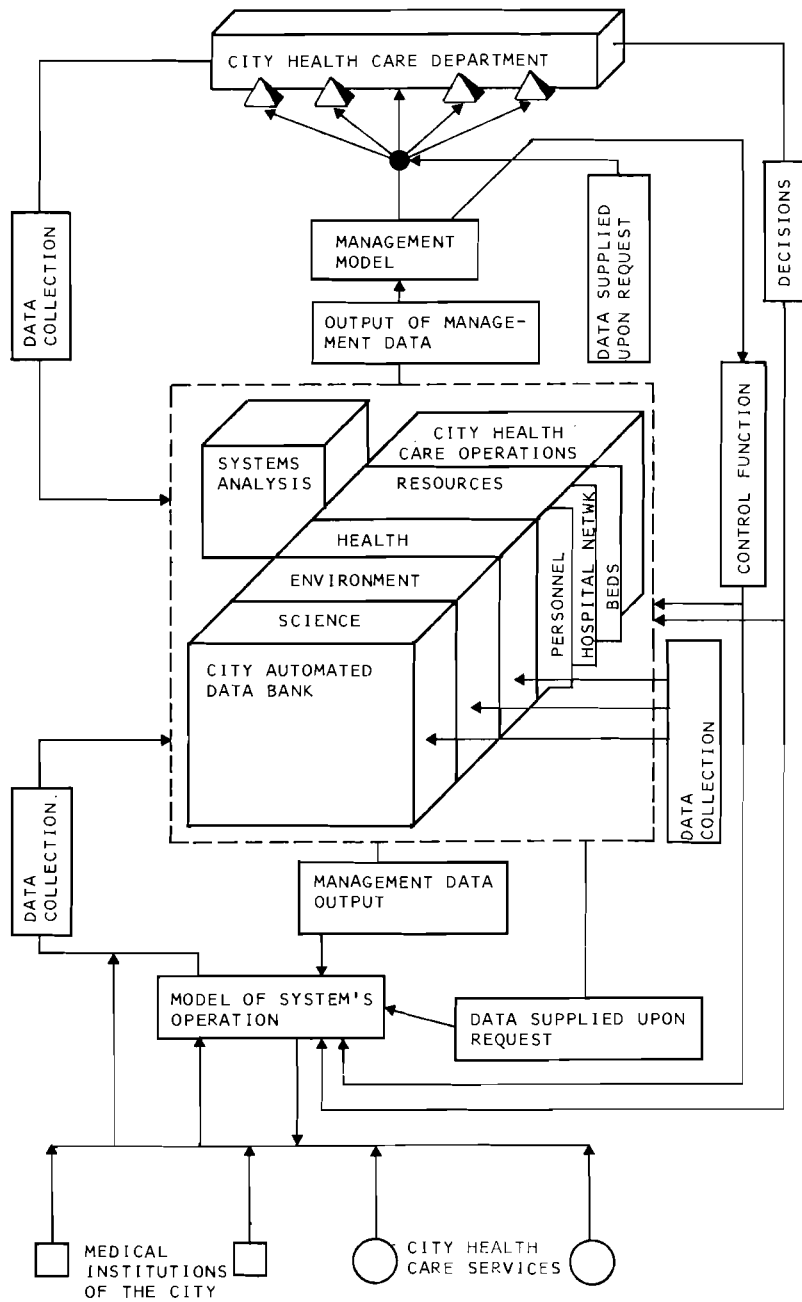 CITY HEALTH CARE DEPARTMENT
DATA
COLLECTION
MANAGEMENT
MODEL
DATA SUPPLIED
UPON REQUEST
DECISIONS
OUTPUT OF MANAGE-
MENT DATA
CONTROL FUNCTION
SYSTEMS
ANALYSIS
CITY HEALTH
CARE OPERATIONS
RESOURCES
HEALTH
ENVIRONMENT
SCIENCE
CITY AUTOMATED
DATA BANK
PERSONNEL
HOSPITAL NETWK
BEDS
DATA
COLLECTION
DATA
COLLECTION.
MANAGEMENT DATA
OUTPUT
MODEL OF SYSTEM'S
OPERATION
DATA SUPPLIED UPON
REQUEST
MEDICAL
INSTITUTIONS
OF THE CITY
CITY HEALTH
CARE SERVICES